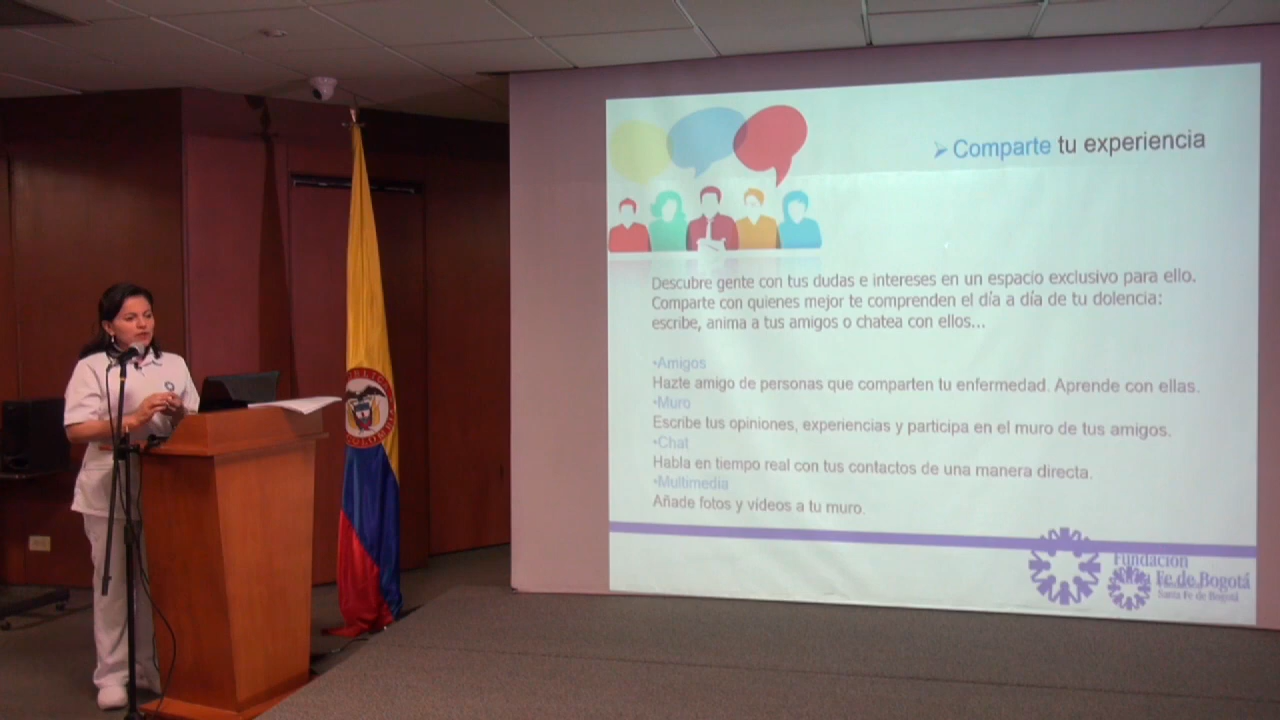 ➤ Comparte tu experiencia
Descubre gente con tus dudas e intereses en un espacio exclusivo para ello.
Comparte con quienes mejor te comprenden el día a día de tu dolencia:
escribe, anima a tus amigos o chatea con ellos...
•Amigos
Hazte amigo de personas que comparten tu enfermedad. Aprende con ellas.
•Muro
Escribe tus opiniones, experiencias y participa en el muro de tus amigos.
•Chat
Habla en tiempo real con tus contactos de una manera directa.
•Multimedia
Añade fotos y vídeos a tu muro.
Fundación
Fe de Bogotá
Santa Fe de Bogotá
COLOMBIA